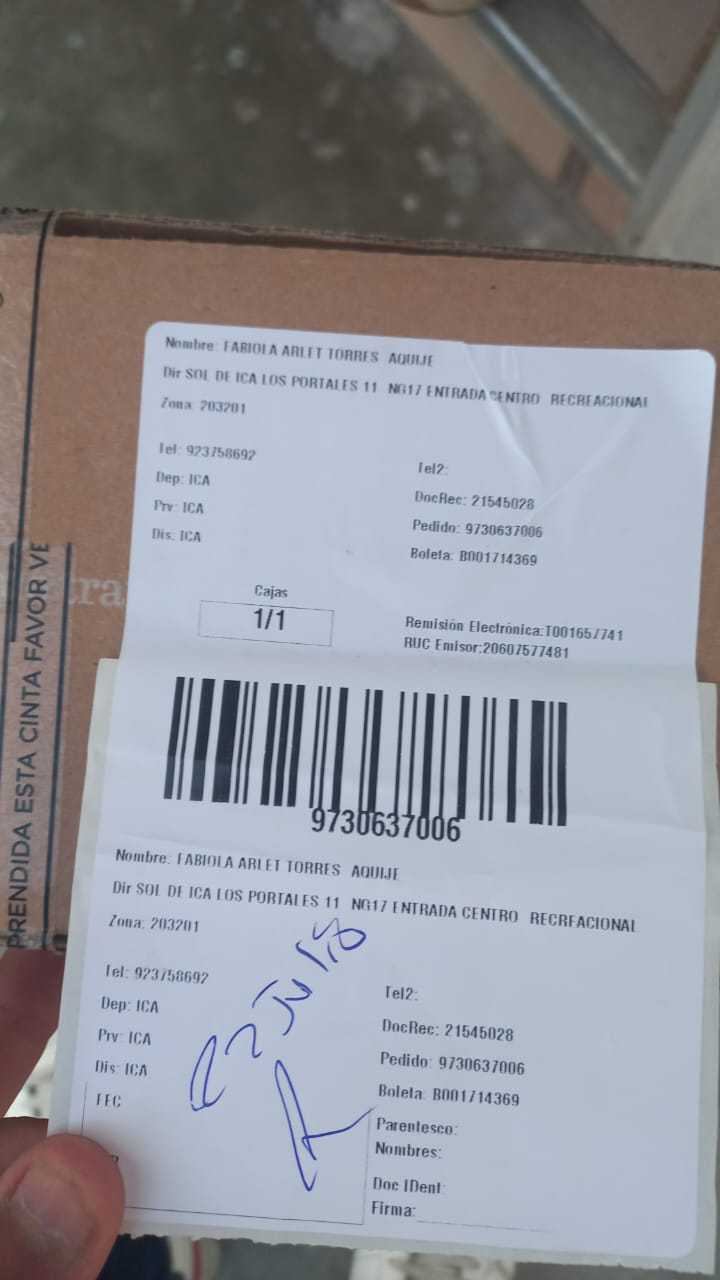 Nombre: FABIOLA ARLET TORRES AQUIJE
Dir SOL DE ICA LOS PORTALES 11 NG17 ENTRADA CENTRO RECREACIONAL
Zona: 203201
Tel: 923758692
Tel2:
Dep: ICA
DocRec: 21545028
Prv: ICA
Pedido: 9730637006
Dis: ICA
Boleta: B001714369
Cajas
1/1
Remisión Electrónica:T001657741
RUC Emisor:20607577481
9730637006
Nombre: FABIOLA ARLET TORRES AQUIJE
Dir SOL DE ICA LOS PORTALES 11 NG17 ENTRADA CENTRO RECREACIONAL
Zona: 203201
Tel: 923758692
Tel2:
Dep: ICA
DocRec: 21545028
Prv: ICA
Pedido: 9730637006
Dis: ICA
Boleta: B001714369
FEC
Parentesco:
Nombres:
Doc IDent:
Firma:
PRENDIDA ESTA CINTA FAVOR VE